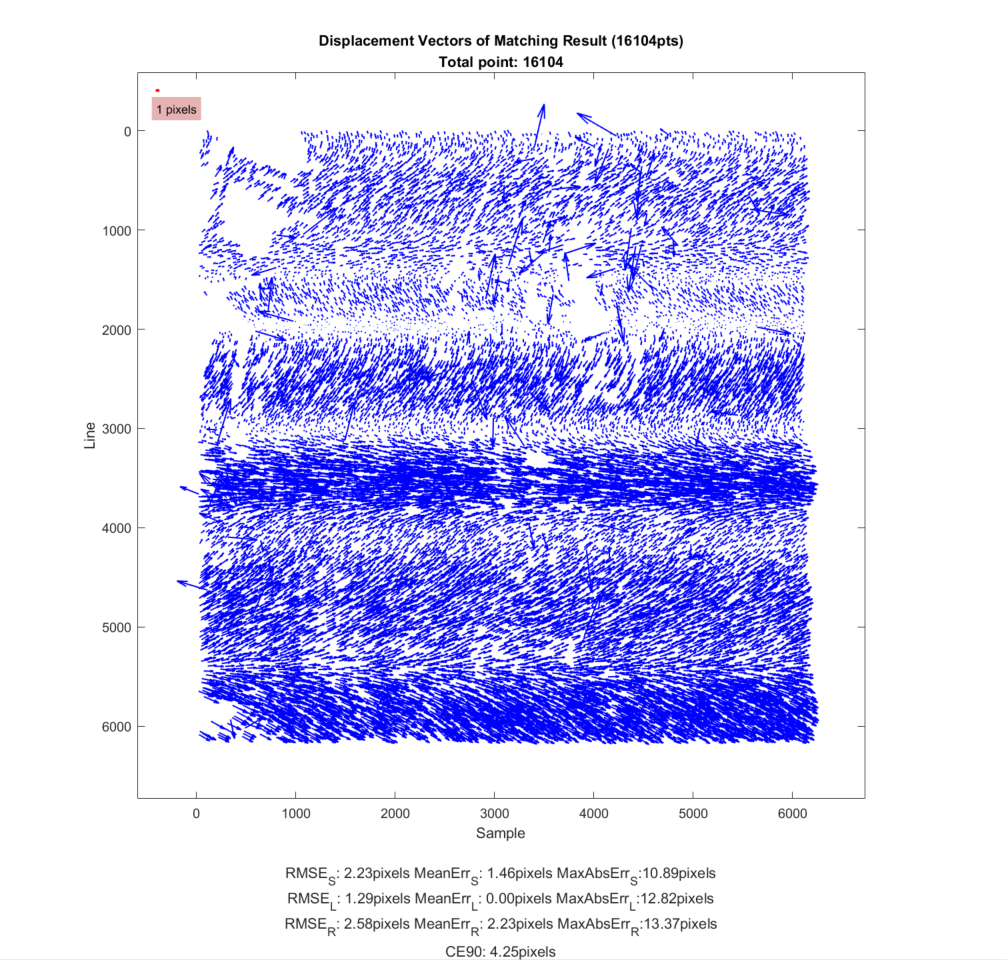 Displacement Vectors of Matching Result (16104pts)
Total point: 16104
1 pixels
0
1000
2000
3000
4000
5000
6000
Line
0 1000 2000 3000 4000 5000 6000
Sample
RMSE_S: 2.23pixels MeanErr_S: 1.46pixels MaxAbsErr_S:10.89pixels
RMSE_L: 1.29pixels MeanErr_L: 0.00pixels MaxAbsErr_L:12.82pixels
RMSE_R: 2.58pixels MeanErr_R: 2.23pixels MaxAbsErr_R:13.37pixels
CE90: 4.25pixels